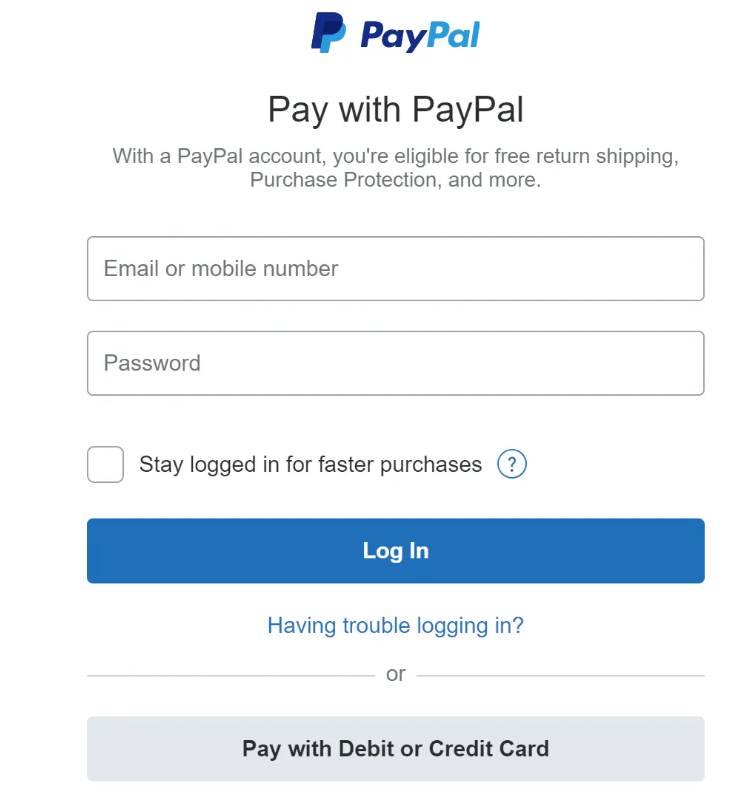 PayPal
Pay with PayPal
With a PayPal account, you're eligible for free return shipping,
Purchase Protection, and more.
Email or mobile number
Password
Stay logged in for faster purchases ?
Log In
Having trouble logging in?
or
Pay with Debit or Credit Card